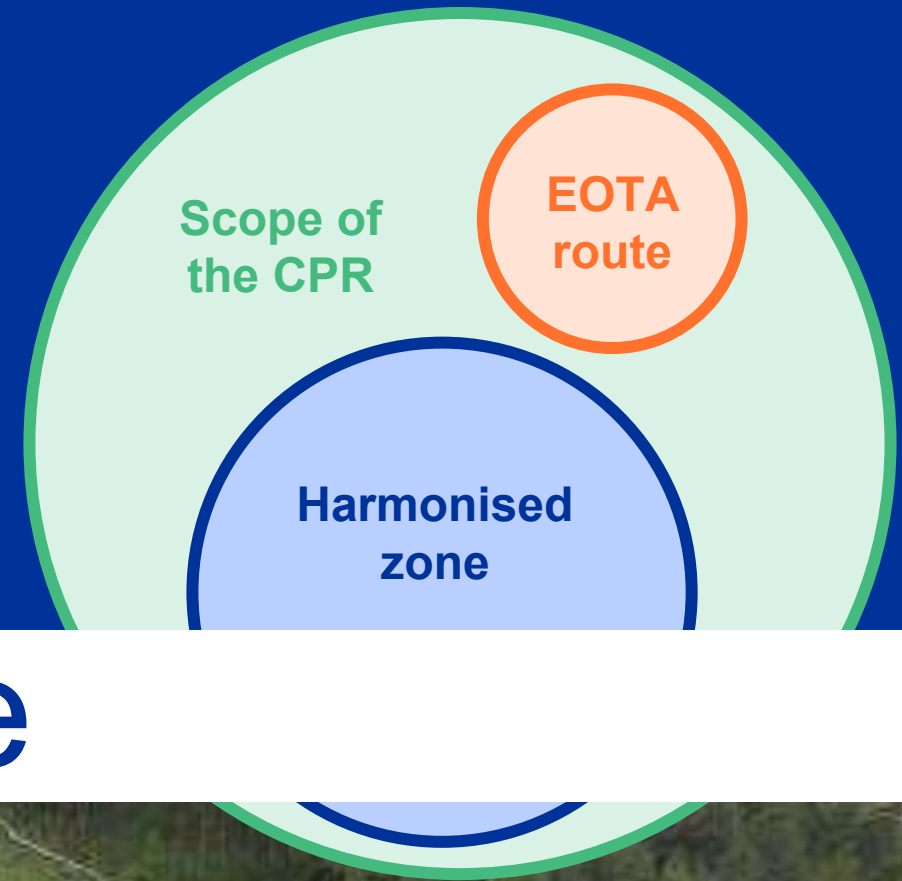 EOTA
route
Scope of
the CPR
Harmonised
zone
e